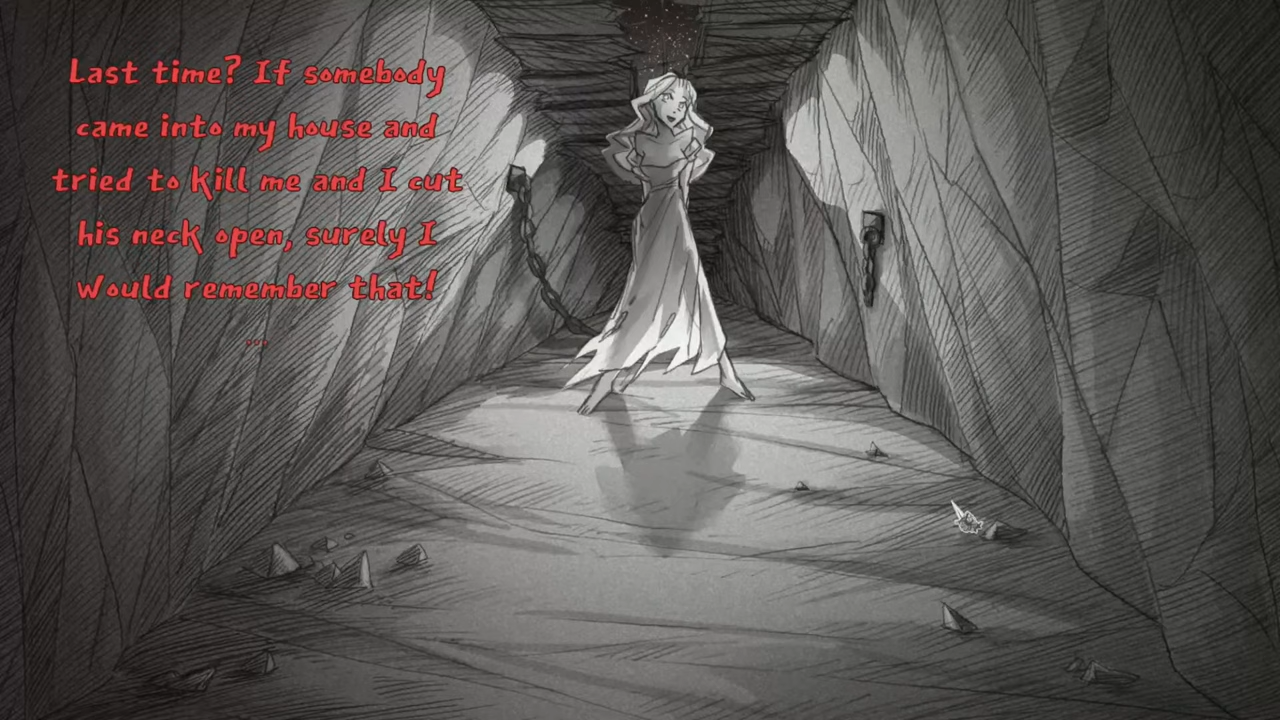 Last time? If somebody
came into my house and
tried to kill me and I cut
his neck open, surely I
would remember that!
...